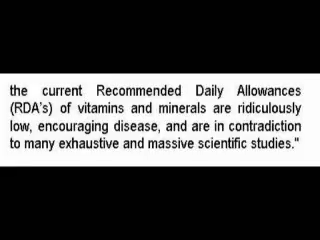 the current Recommended Daily Allowances
(RDA's) of vitamins and minerals are ridiculously
low, encouraging disease, and are in contradiction
to many exhaustive and massive scientific studies."